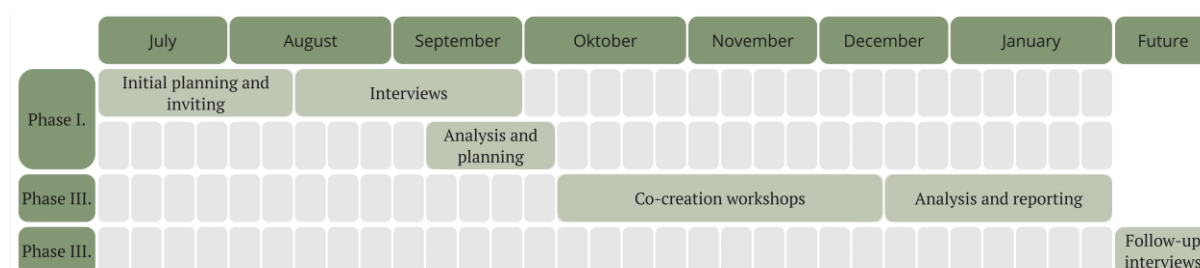 July August September Oktober November December January Future
Initial planning and
inviting
Interviews
Phase I.
Analysis and
planning
Phase III. Co-creation workshops Analysis and reporting
Phase III. Follow-up
interviews